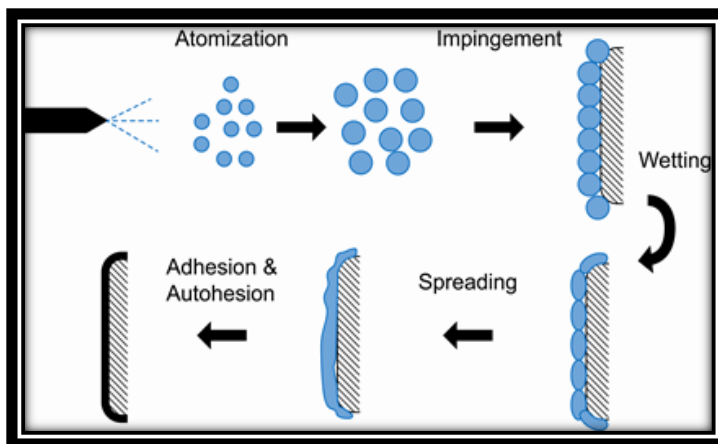 Atomization
Impingement
Wetting
Adhesion &
Autohesion
Spreading